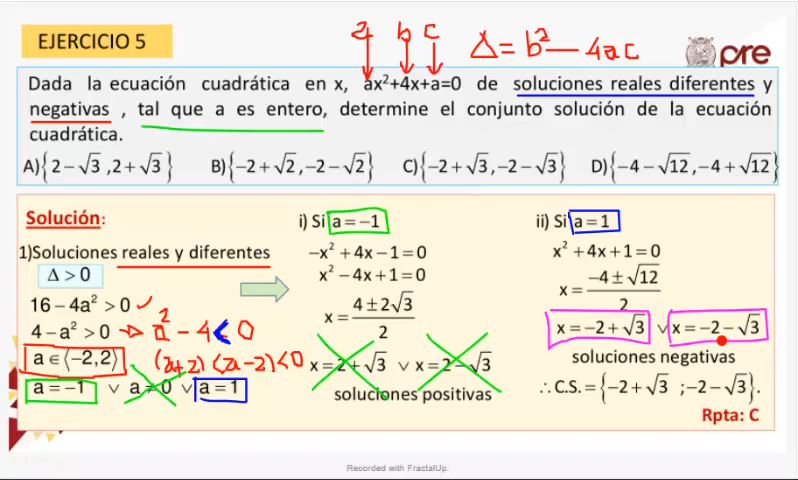 EJERCICIO 5
a b c
Δ = b² − 4ac
pre
Dada la ecuación cuadrática en x, ax²+4x+a=0 de soluciones reales diferentes y
negativas , tal que a es entero, determine el conjunto solución de la ecuación
cuadrática.
A){2−√3 ,2+√3} B){−2+√2,−2−√2} C){−2+√3,−2−√3} D){−4−√12,−4+√12}
Solución:
1)Soluciones reales y diferentes
Δ > 0
16 − 4a² > 0
4 − a² > 0 → a² − 4 < 0
a ∈ ⟨−2,2⟩ (a+2)(a−2)<0
a = −1 ∨ a = 0 ∨ a = 1
i) Si a = −1
−x² + 4x − 1 = 0
x² − 4x + 1 = 0
x = (4 ± 2√3)/2
x = 2 + √3 ∨ x = 2 − √3
soluciones positivas
ii) Si a = 1
x² + 4x + 1 = 0
x = (−4 ± √12)/2
x = −2 + √3 ∨ x = −2 − √3
soluciones negativas
∴ C.S. = {−2 + √3 ;−2 − √3}.
Rpta: C
Recorded with FractalUp.